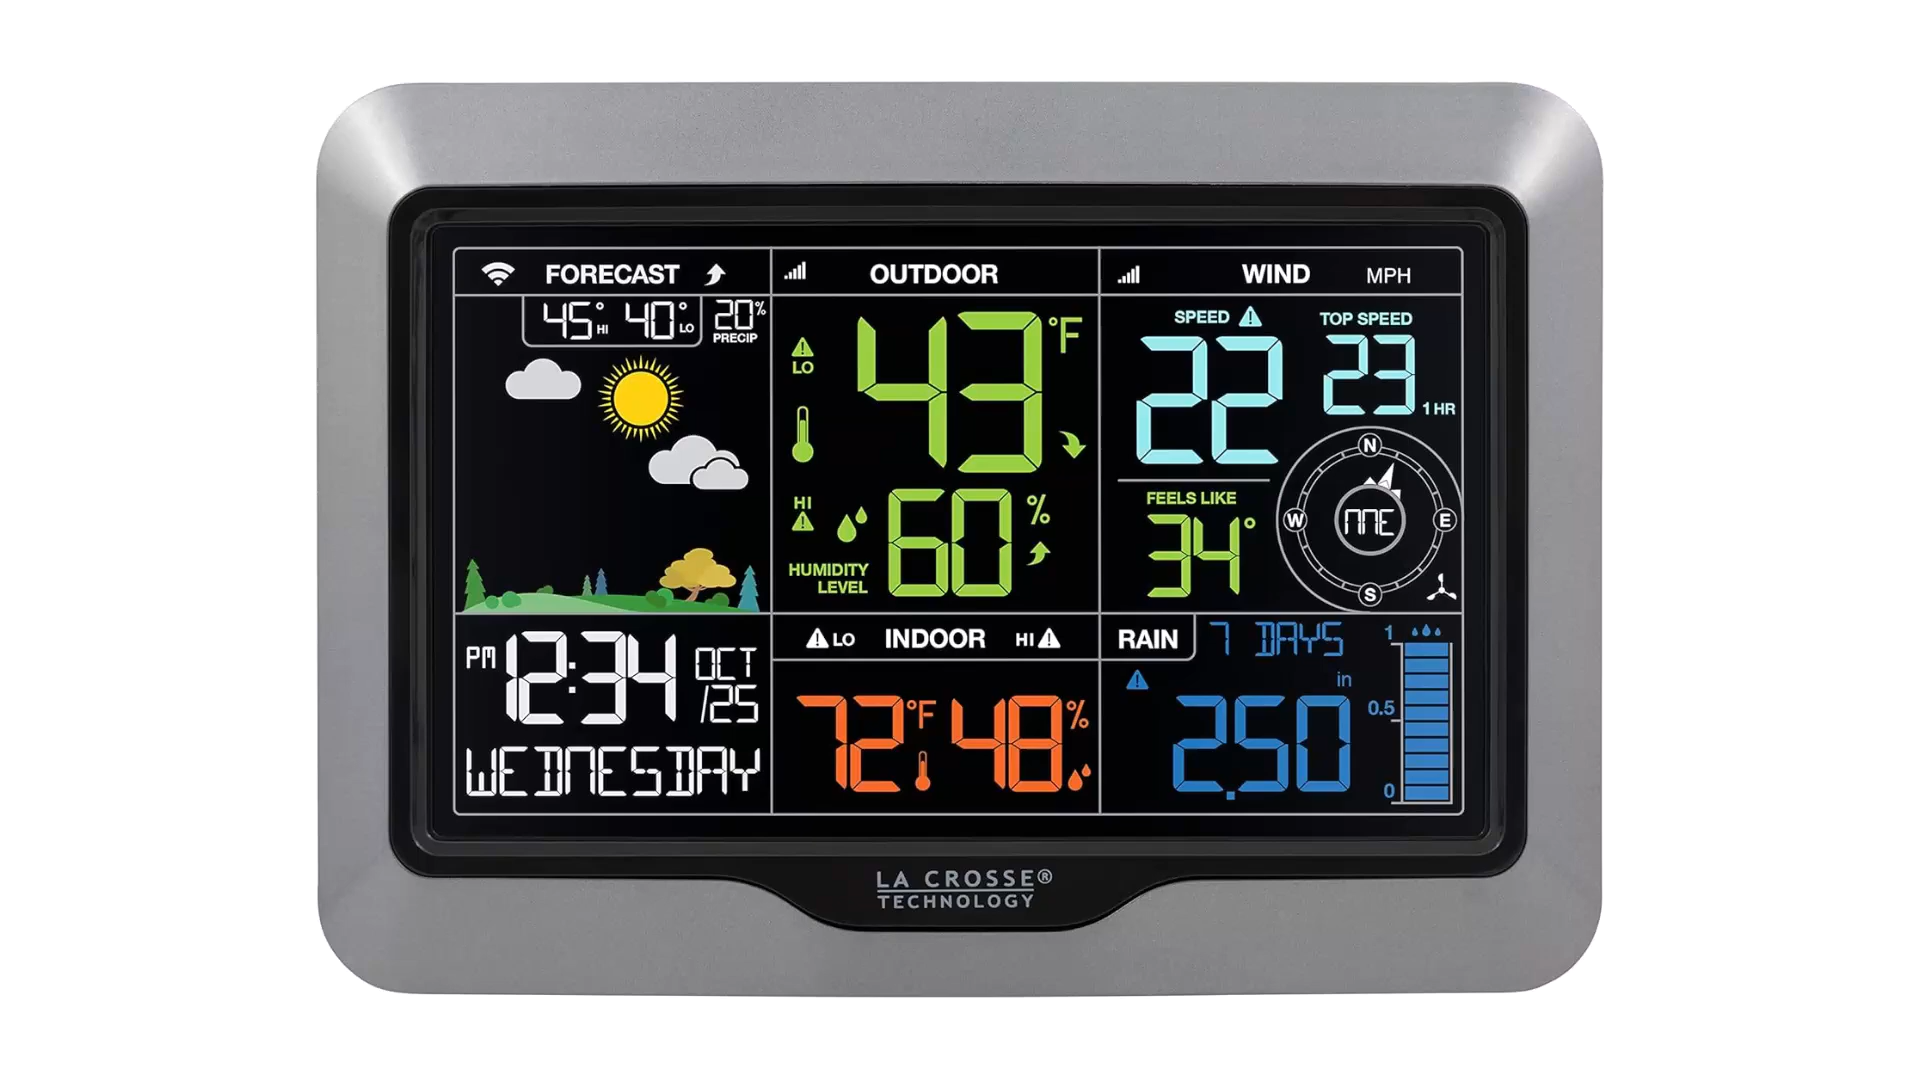 FORECAST
45° HI 40° LO 20%
PRECIP
PM 12:34 OCT
/25
WEDNESDAY
OUTDOOR
LO
43°F
HI
60%
HUMIDITY
LEVEL
LO INDOOR HI
72°F 48%
WIND MPH
SPEED TOP SPEED
22 23 1 HR
FEELS LIKE
34°
N
W NNE E
S
RAIN 7 DAYS 1
in
2.50 0.5
0
LA CROSSE®
TECHNOLOGY